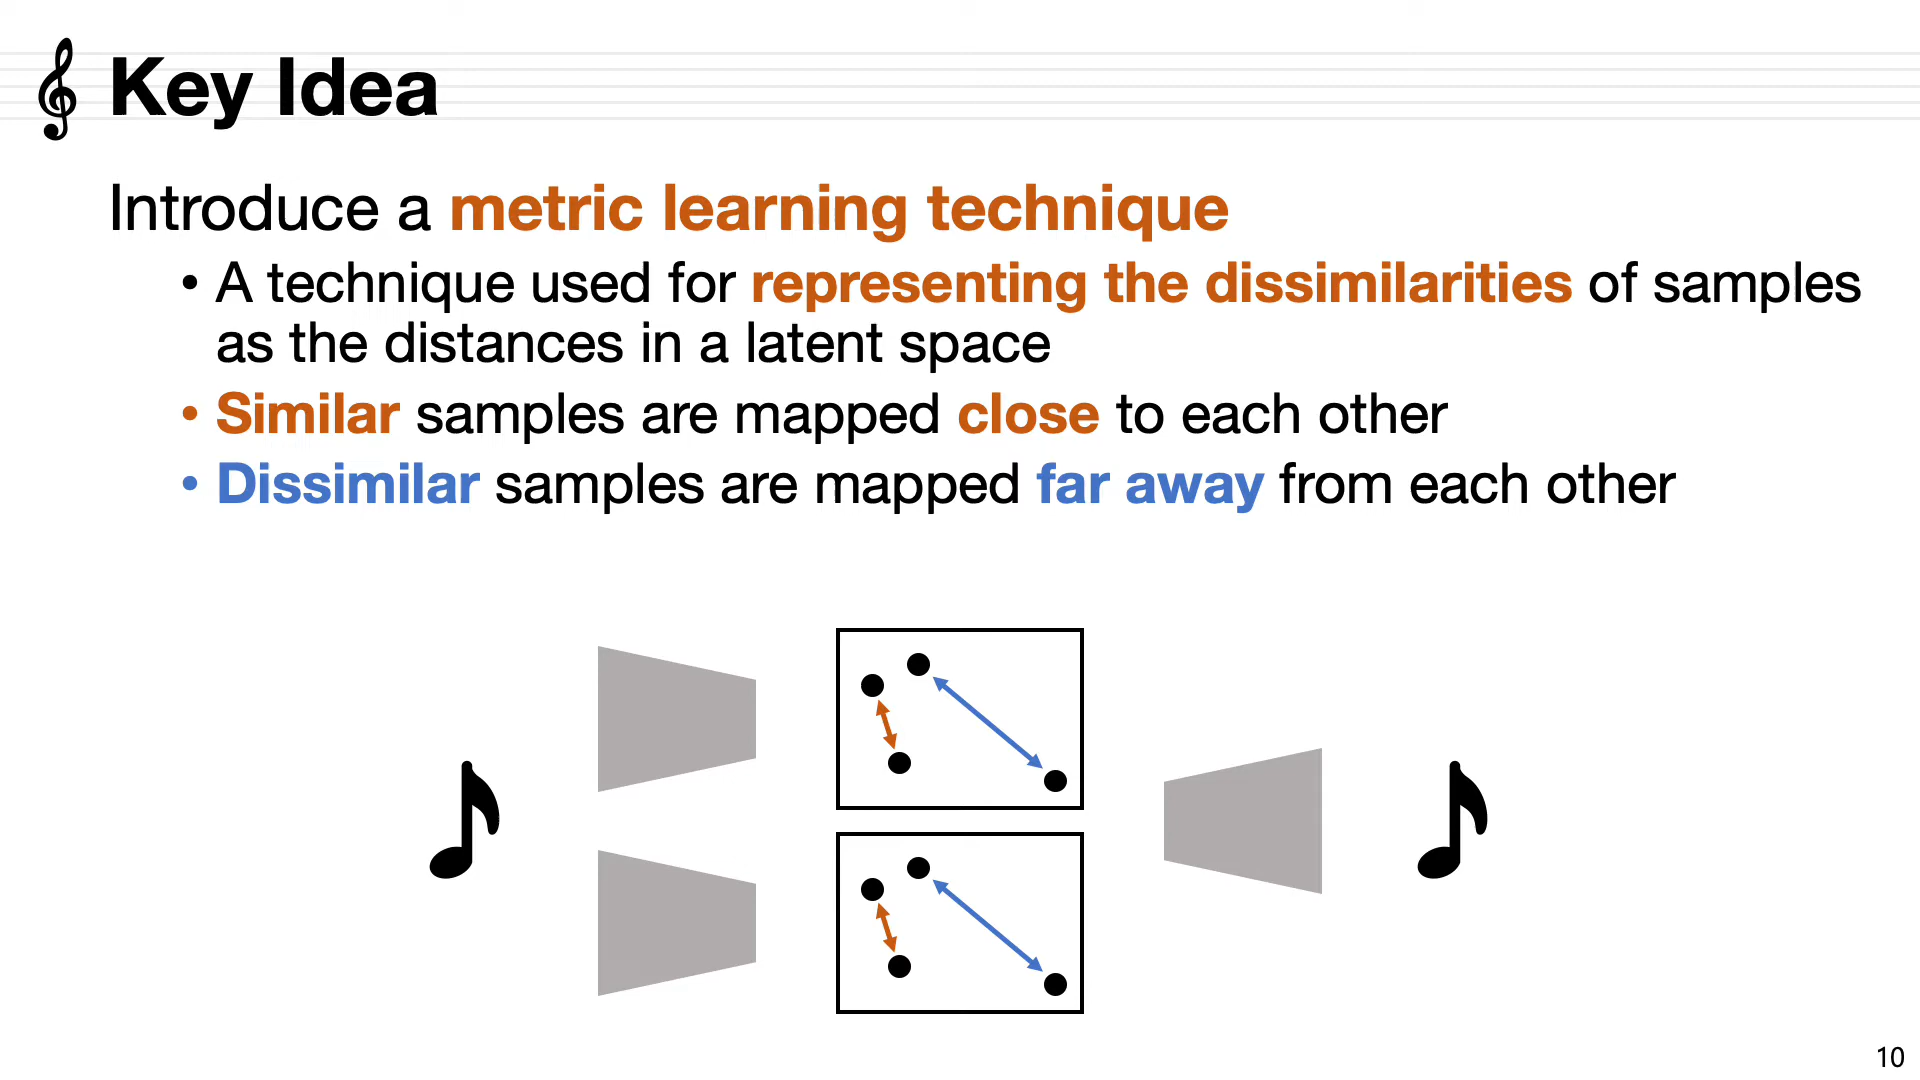 Key Idea
Introduce a metric learning technique
• A technique used for representing the dissimilarities of samples
as the distances in a latent space
• Similar samples are mapped close to each other
• Dissimilar samples are mapped far away from each other
10